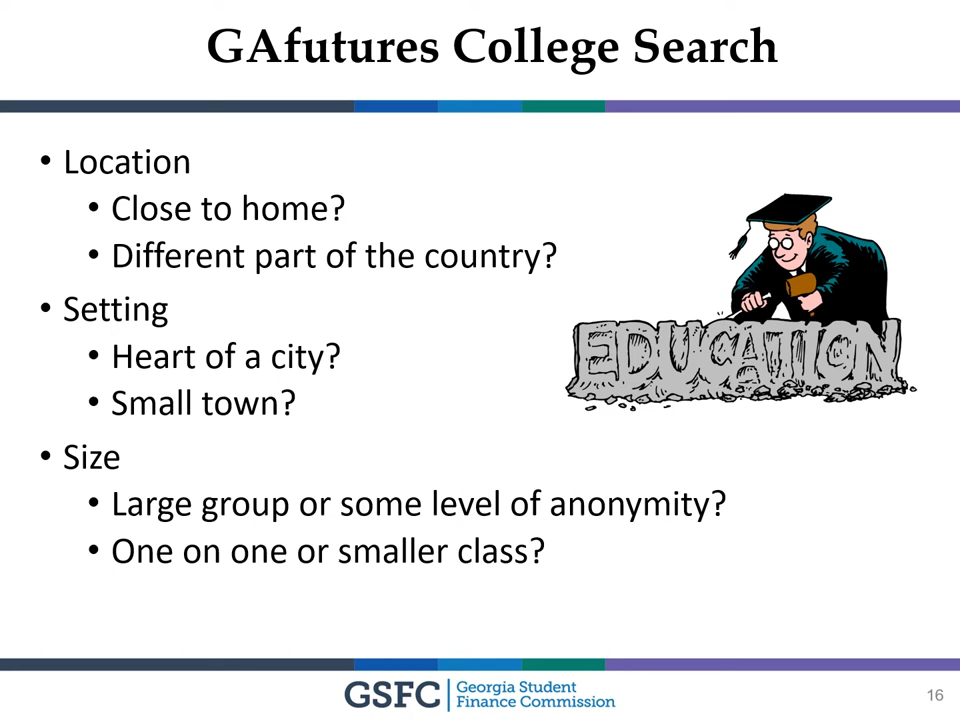 GAfutures College Search
• Location
• Close to home?
• Different part of the country?
• Setting
• Heart of a city?
• Small town?
• Size
• Large group or some level of anonymity?
• One on one or smaller class?
EDUCATION
GSFC
Georgia Student
Finance Commission
16